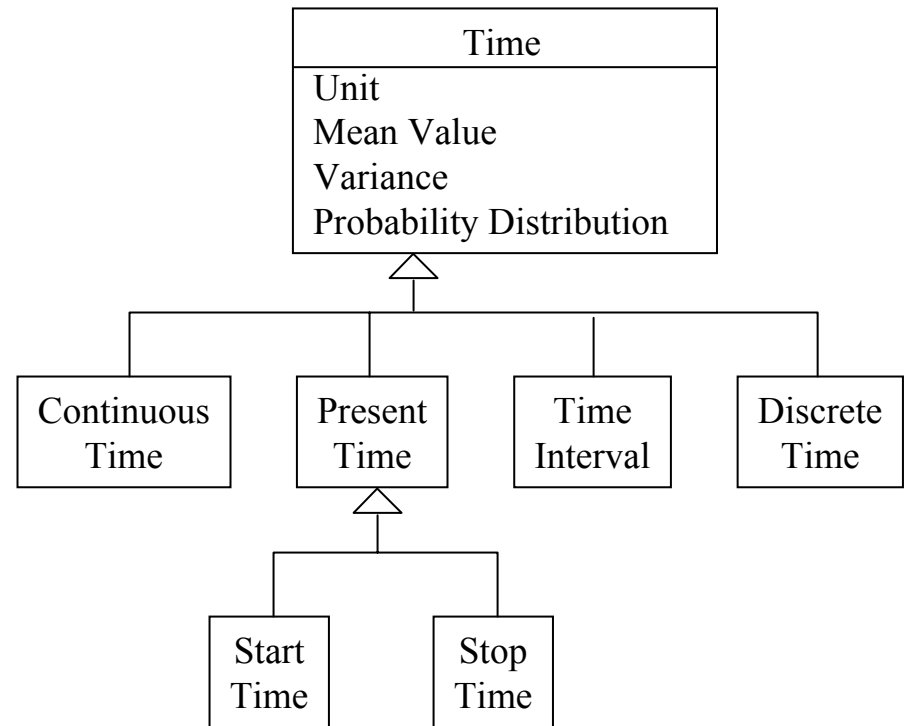 Time
Unit
Mean Value
Variance
Probability Distribution
Continuous
Time
Present
Time
Time
Interval
Discrete
Time
Start
Time
Stop
Time